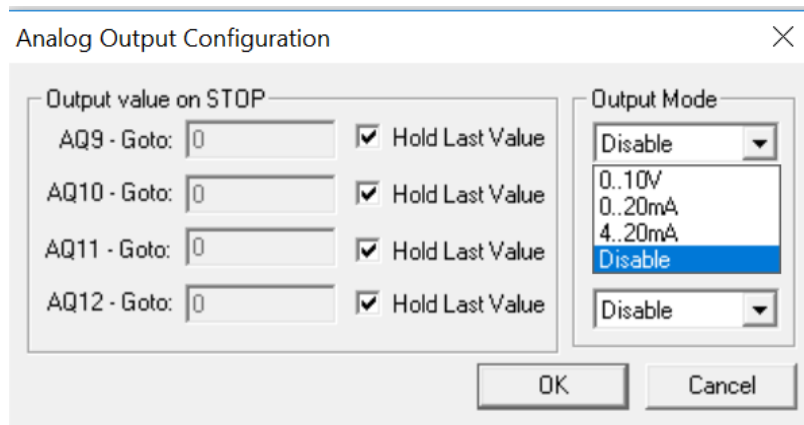 Analog Output Configuration
Output value on STOP
Output Mode
AQ9 - Goto: 0 Hold Last Value Disable
0..10V
AQ10 - Goto: 0 Hold Last Value
0..20mA
4..20mA
AQ11 - Goto: 0 Hold Last Value
Disable
AQ12 - Goto: 0 Hold Last Value Disable
OK Cancel